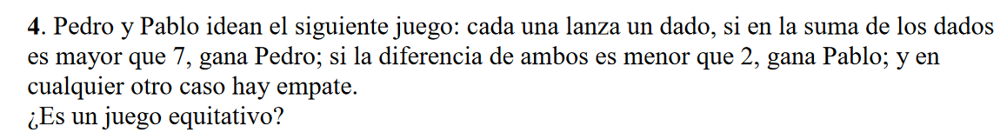 4. Pedro y Pablo idean el siguiente juego: cada una lanza un dado, si en la suma de los dados
es mayor que 7, gana Pedro; si la diferencia de ambos es menor que 2, gana Pablo; y en
cualquier otro caso hay empate.
¿Es un juego equitativo?